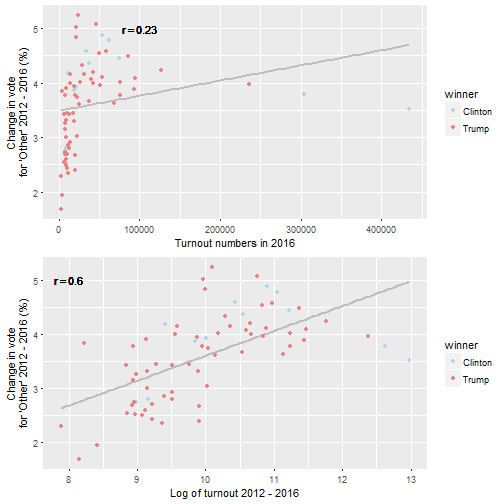 r=0.23
Change in vote
for 'Other' 2012 - 2016 (%)
5
4
3
2
0
100000
200000
300000
400000
Turnout numbers in 2016
winner
Clinton
Trump
r=0.6
Change in vote
for 'Other' 2012 - 2016 (%)
5
4
3
2
8
9
10
11
12
13
Log of turnout 2012 - 2016
winner
Clinton
Trump